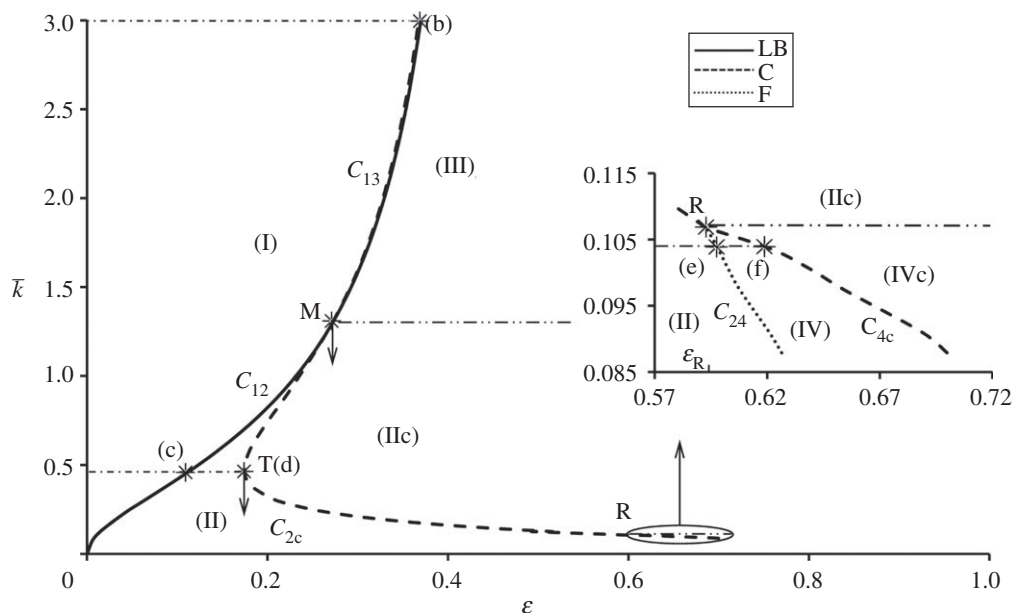 3.0
(b)
LB
C
F
2.5
C13
(III)
2.0
(I)
k̅
1.5
M
1.0
C12
(IIc)
(c)
T(d)
0.5
(II)
C2c
R
0
0.2
0.4
0.6
0.8
1.0
ε
0.115
R
(IIc)
0.105
(e)
(f)
(IVc)
0.095
(II)
C24
(IV)
C4c
εR
0.085
0.57
0.62
0.67
0.72